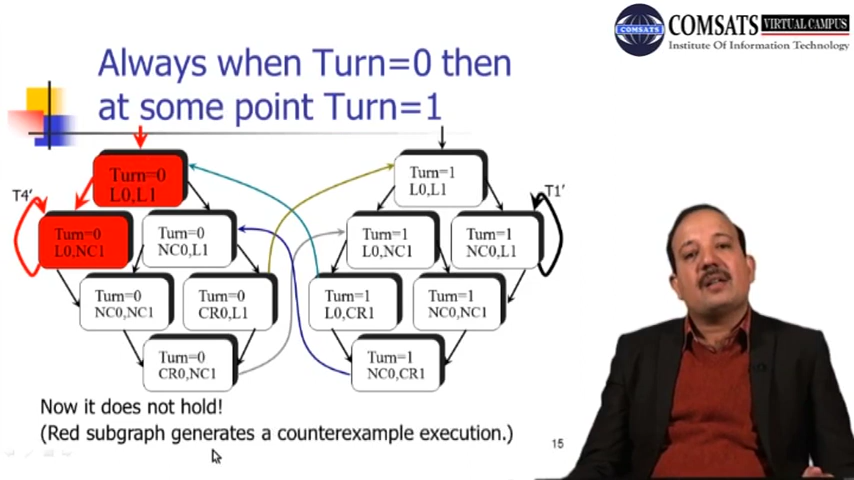 COMSATS VIRTUAL CAMPUS
COMSATS
Institute Of Information Technology
Always when Turn=0 then
at some point Turn=1
Turn=0
L0,L1
Turn=1
L0,L1
T4'
T1'
Turn=0
L0,NC1
Turn=0
NC0,L1
Turn=1
L0,NC1
Turn=1
NC0,L1
Turn=0
NC0,NC1
Turn=0
CR0,L1
Turn=1
L0,CR1
Turn=1
NC0,NC1
Turn=0
CR0,NC1
Turn=1
NC0,CR1
Now it does not hold!
(Red subgraph generates a counterexample execution.)
15